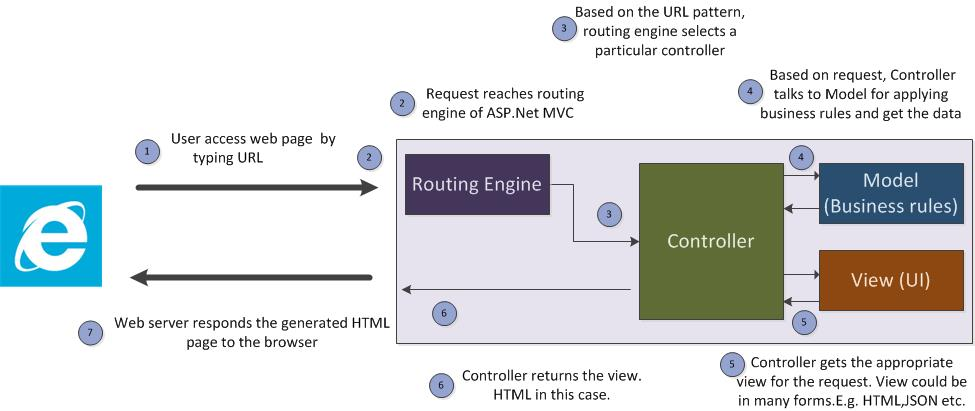 3
Based on the URL pattern,
routing engine selects a
particular controller
4
Based on request, Controller
talks to Model for applying
business rules and get the data
2
Request reaches routing
engine of ASP.Net MVC
1
User access web page by
typing URL
2
Routing Engine
3
Controller
4
Model
(Business rules)
View (UI)
5
6
7
Web server responds the generated HTML
page to the browser
6
Controller returns the view.
HTML in this case.
5
Controller gets the appropriate
view for the request. View could be
in many forms.E.g. HTML,JSON etc.